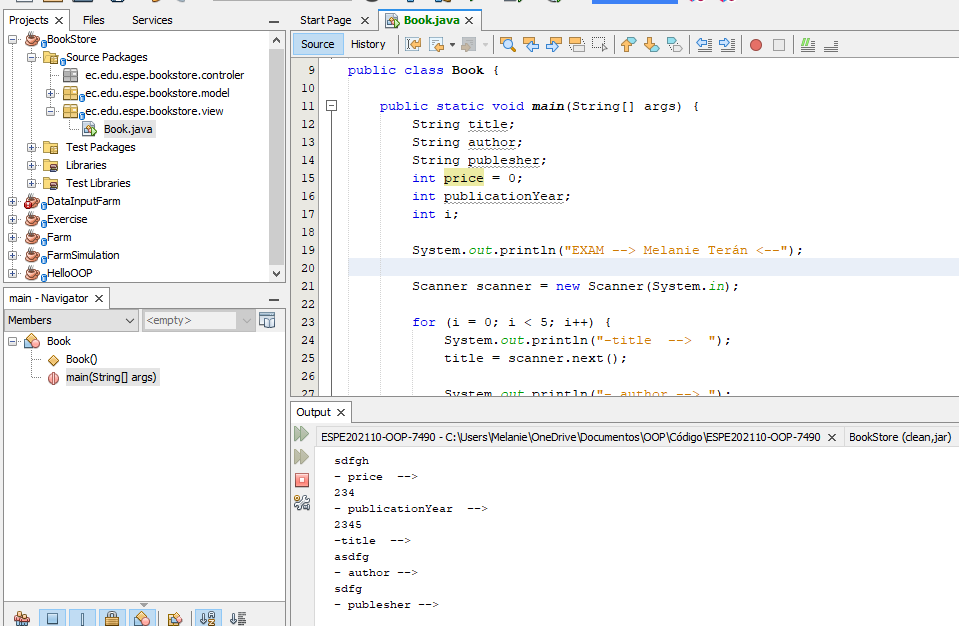 Projects
Files
Services
BookStore
Source Packages
ec.edu.espe.bookstore.controler
ec.edu.espe.bookstore.model
ec.edu.espe.bookstore.view
Book.java
Test Packages
Libraries
Test Libraries
DataInputFarm
Exercise
Farm
FarmSimulation
HelloOOP
main - Navigator
Members
<empty>
Book
Book()
main(String[] args)
Start Page
Book.java
Source
History
9 public class Book {
10
11 public static void main(String[] args) {
12 String title;
13 String author;
14 String publesher;
15 int price = 0;
16 int publicationYear;
17 int i;
18
19 System.out.println("EXAM --> Melanie Terán <--");
20
21 Scanner scanner = new Scanner(System.in);
22
23 for (i = 0; i < 5; i++) {
24 System.out.println("-title  -->  ");
25 title = scanner.next();
26
27 System.out.println("- author --> ");
Output
ESPE202110-OOP-7490 - C:\Users\Melanie\OneDrive\Documentos\OOP\Código\ESPE202110-OOP-7490
BookStore (clean,jar)
sdfgh
- price  -->
234
- publicationYear  -->
2345
-title  -->
asdfg
- author -->
sdfg
- publesher -->